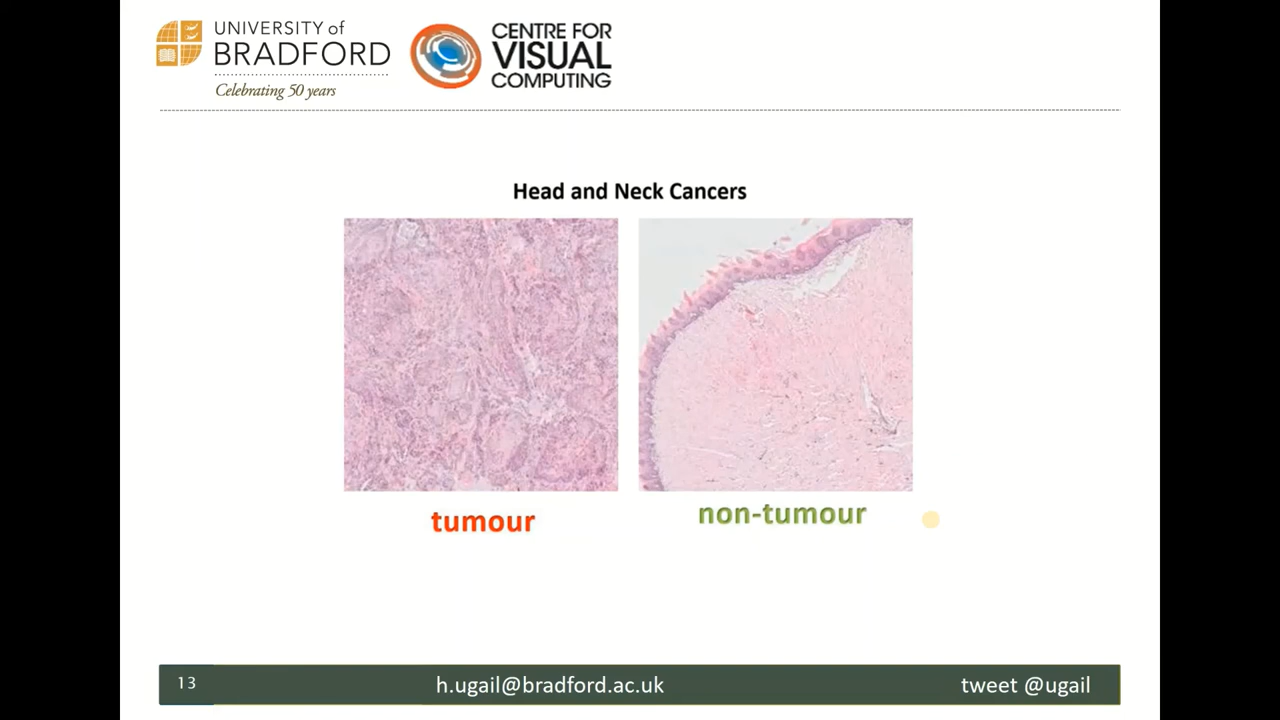 UNIVERSITY of
BRADFORD
Celebrating 50 years
CENTRE FOR
VISUAL
COMPUTING
Head and Neck Cancers
tumour
non-tumour
13
h.ugail@bradford.ac.uk
tweet @ugail